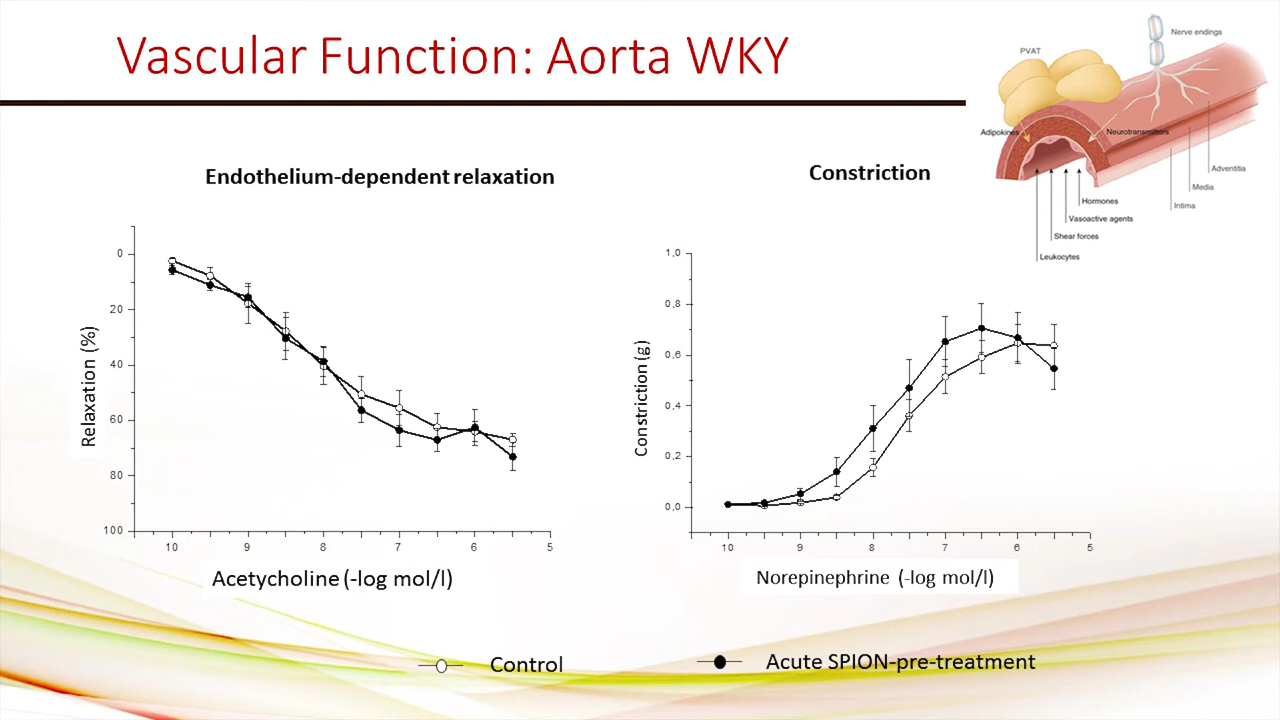 Vascular Function: Aorta WKY
Nerve endings
PVAT
Adipokines
Neurotransmitters
Adventitia
Media
Intima
Hormones
Vasoactive agents
Shear forces
Leukocytes
Endothelium-dependent relaxation
Relaxation (%)
0
20
40
60
80
100
10 9 8 7 6 5
Acetycholine (-log mol/l)
Constriction
Constriction (g)
1,0
0,8
0,6
0,4
0,2
0,0
10 9 8 7 6 5
Norepinephrine (-log mol/l)
Control
Acute SPION-pre-treatment